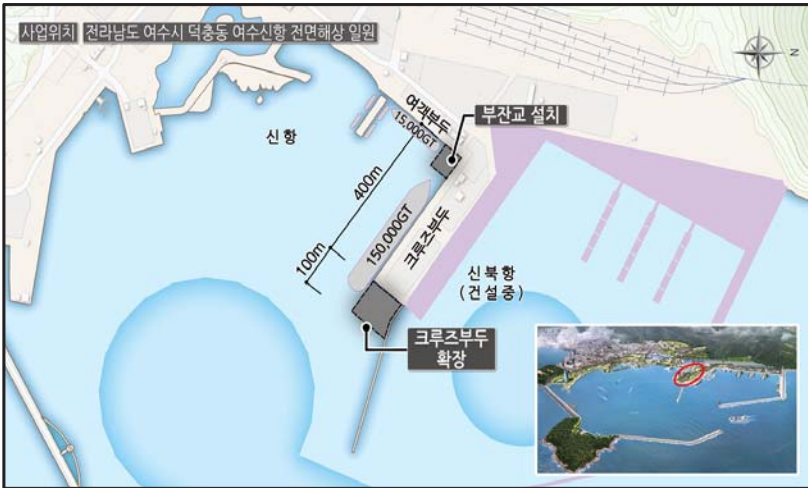 사업위치 전라남도 여수시 덕충동 여수신항 전면해상 일원
N
여객부두
15,000GT
부잔교 설치
신항
400m
150,000GT
크루즈부두
100m
신북항
(건설중)
크루즈부두
확장